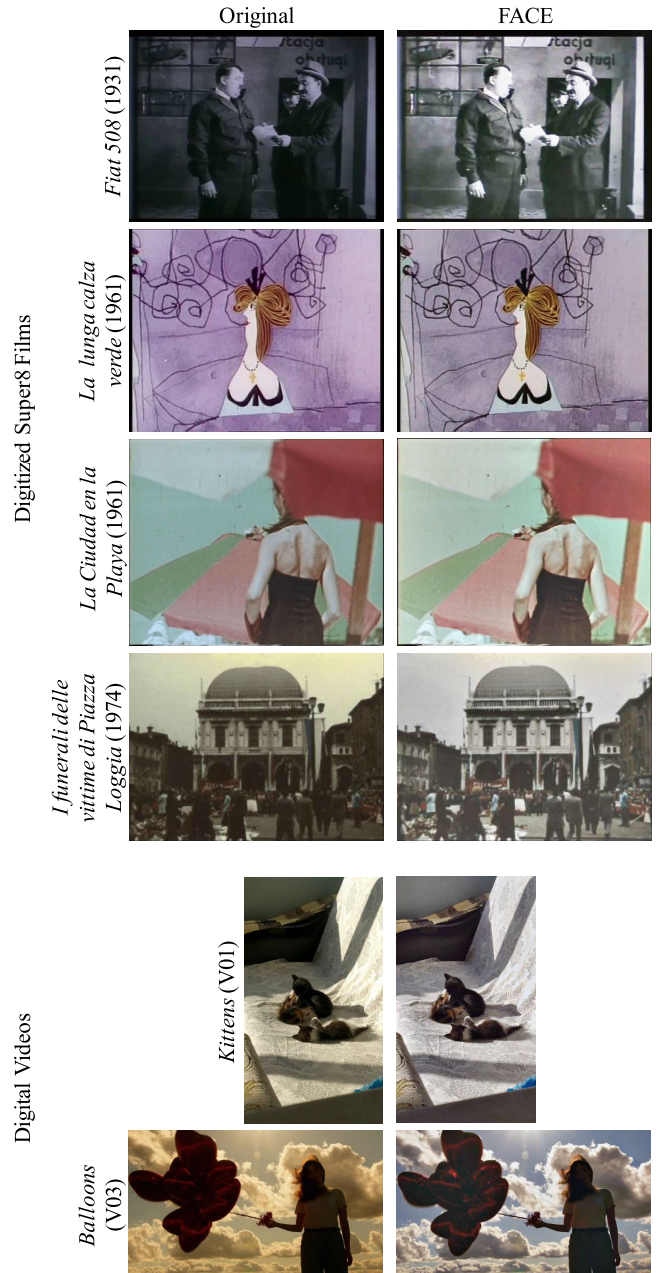 Original
FACE
Digitized Super8 Films
Fiat 508 (1931)
stacja
obsługi
stacja
obsługi
La lunga calza
verde (1961)
La Ciudad en la
Playa (1961)
I funerali delle
vittime di Piazza
Loggia (1974)
Digital Videos
Kittens (V01)
Balloons
(V03)